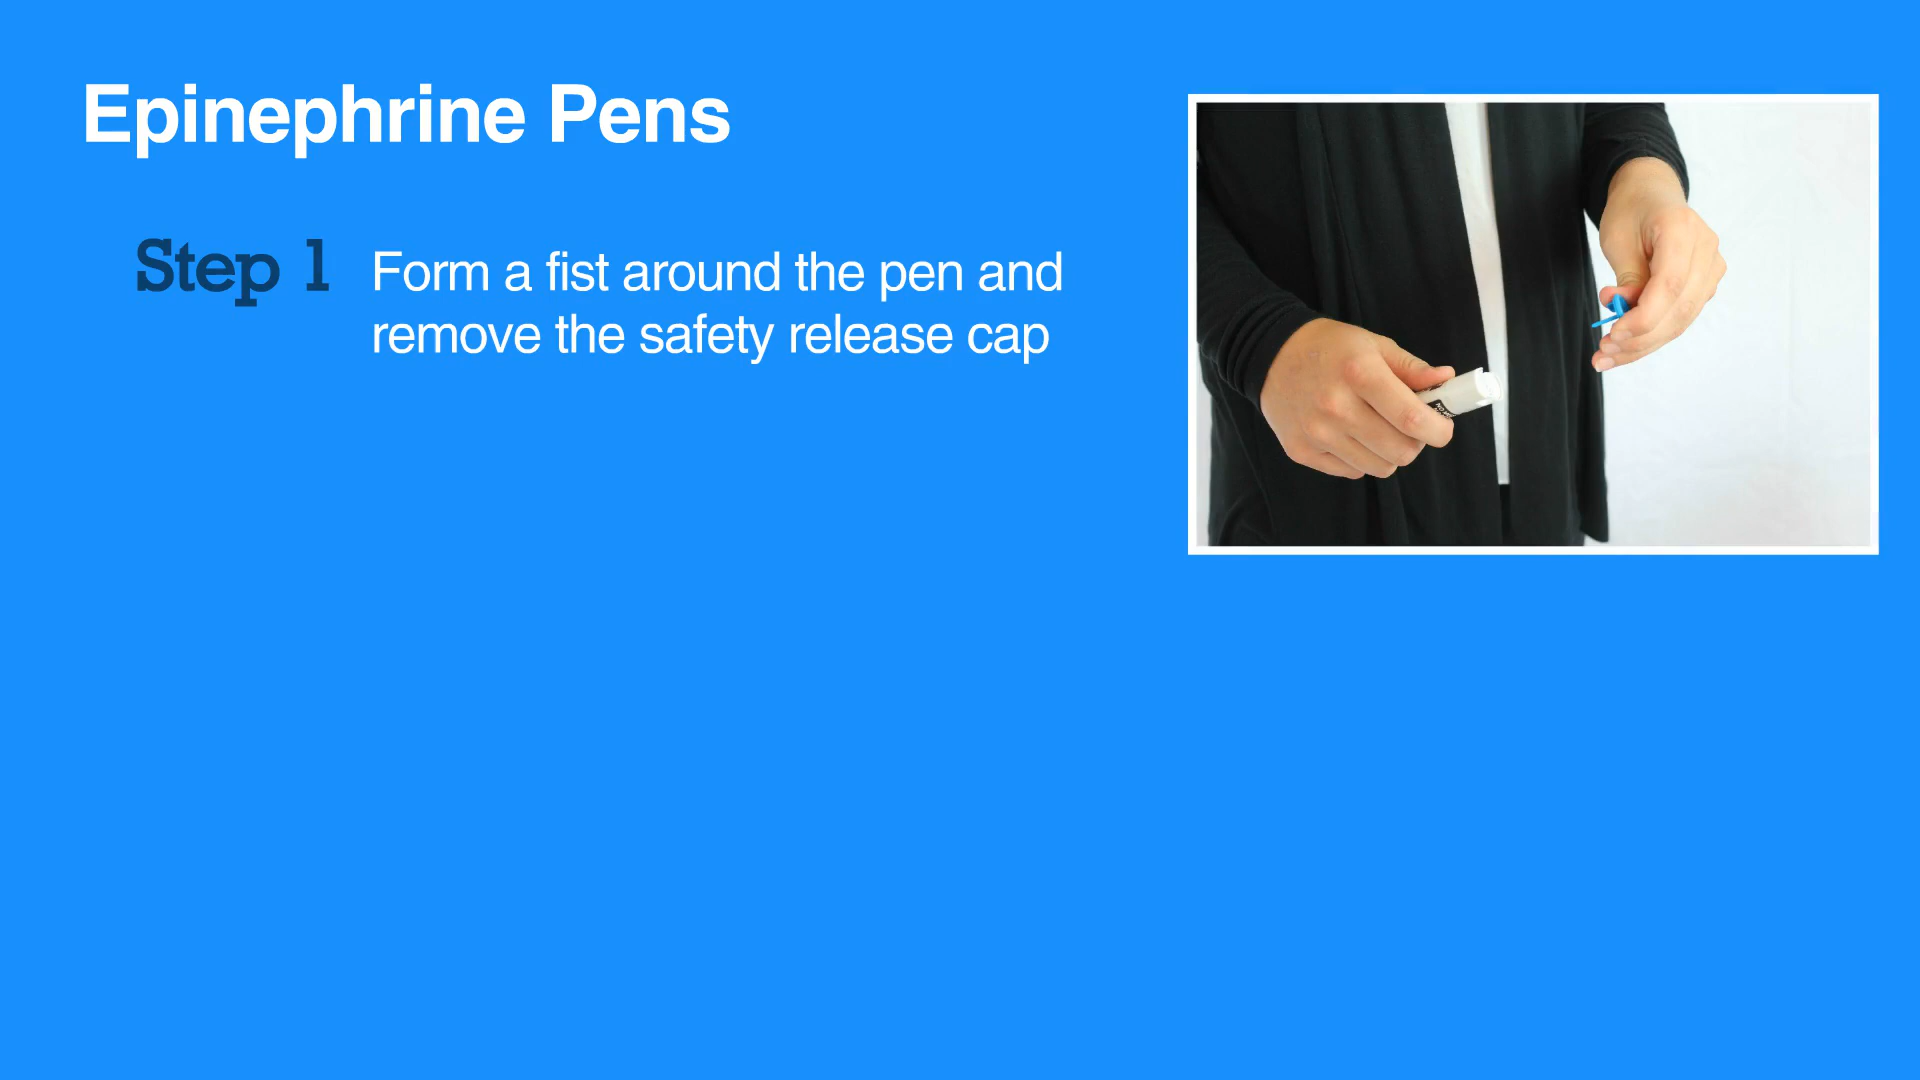 Epinephrine Pens
Step 1 Form a fist around the pen and
remove the safety release cap